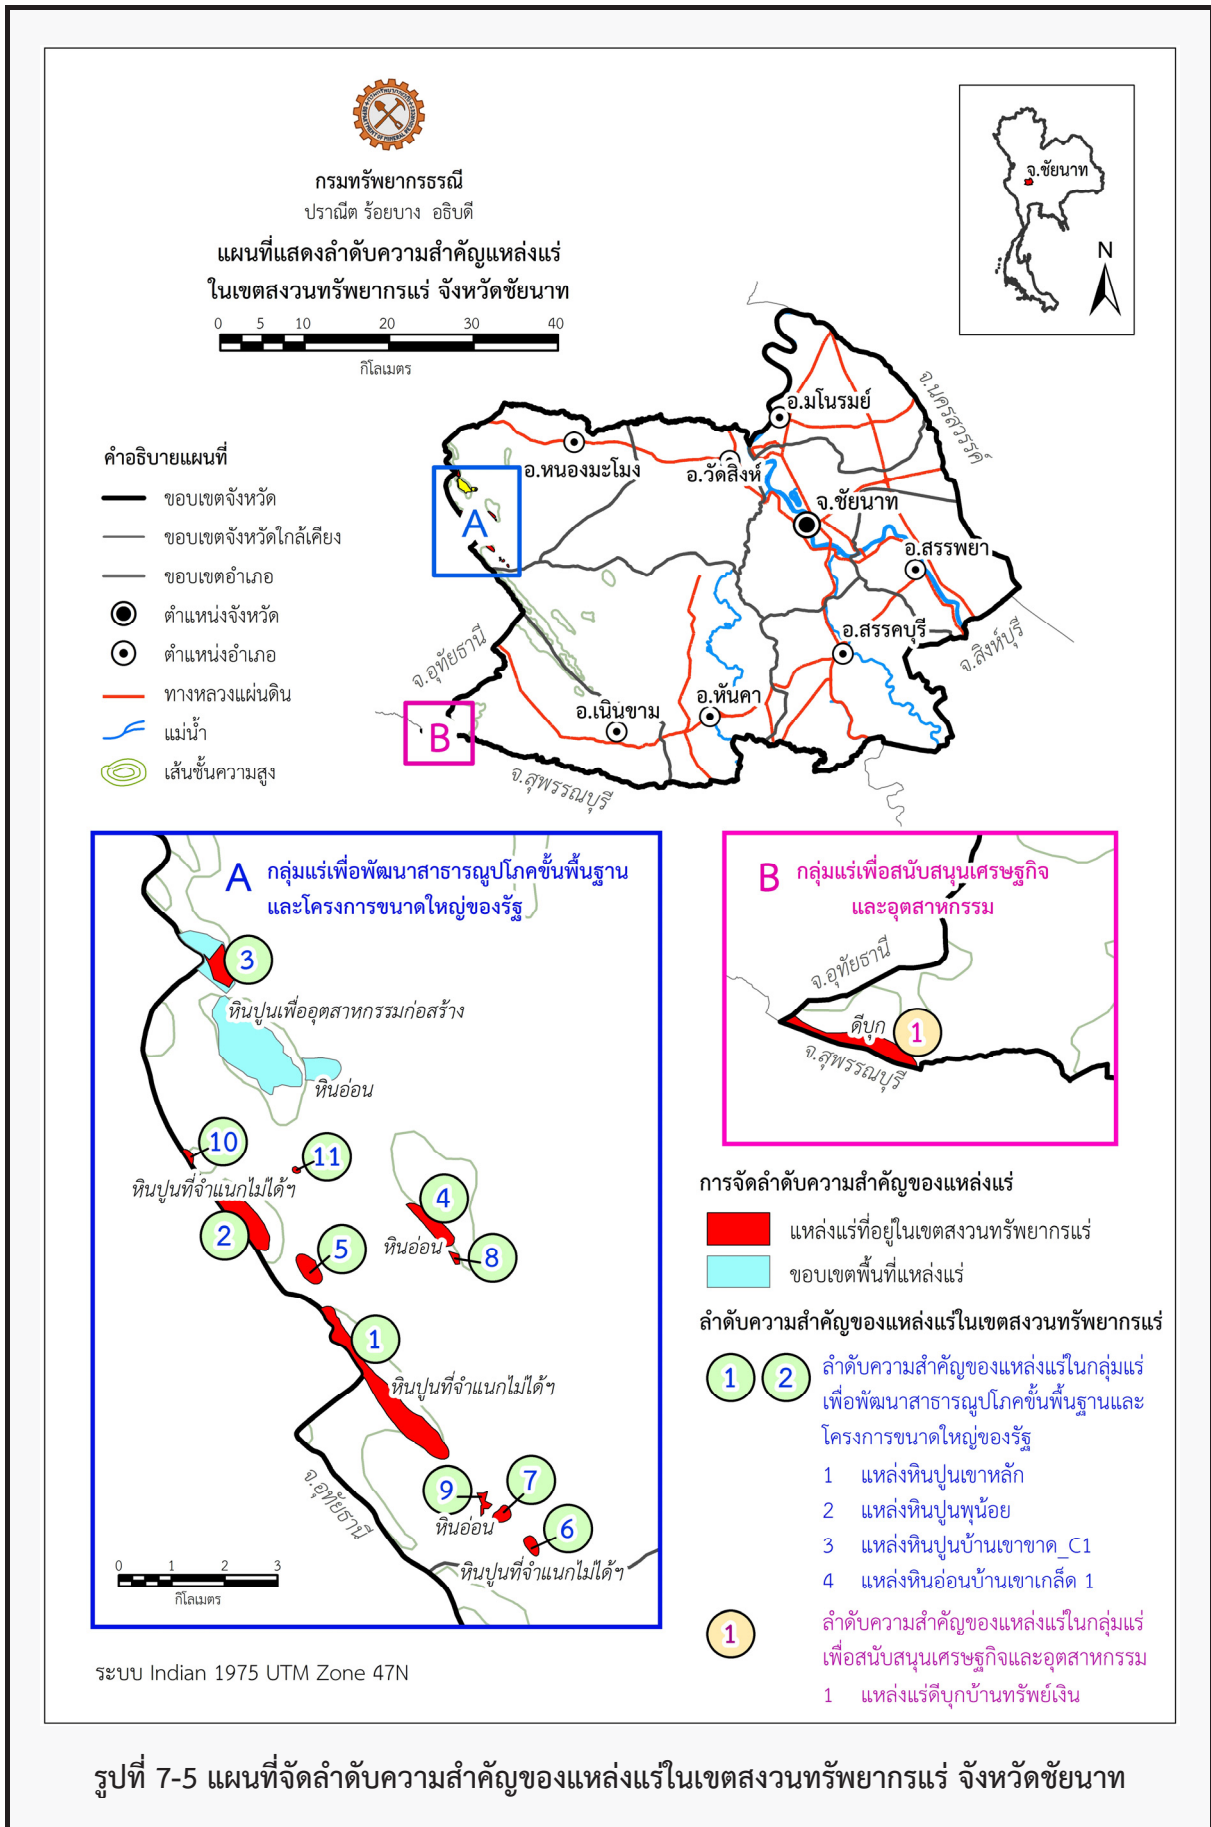 กรมทรัพยากรธรณี
ปราณีต ร้อยบาง อธิบดี
แผนที่แสดงลำดับความสำคัญแหล่งแร่
ในเขตสงวนทรัพยากรแร่ จังหวัดชัยนาท
0 5 10 20 30 40
กิโลเมตร
จ.ชัยนาท
N
คำอธิบายแผนที่
ขอบเขตจังหวัด
ขอบเขตจังหวัดใกล้เคียง
ขอบเขตอำเภอ
ตำแหน่งจังหวัด
ตำแหน่งอำเภอ
ทางหลวงแผ่นดิน
แม่น้ำ
เส้นชั้นความสูง
จ.นครสวรรค์
อ.มโนรมย์
อ.หนองมะโมง
อ.วัดสิงห์
จ.ชัยนาท
A
อ.สรรพยา
อ.สรรคบุรี
จ.สิงห์บุรี
จ.อุทัยธานี
อ.หันคา
อ.เนินขาม
B
จ.สุพรรณบุรี
A กลุ่มแร่เพื่อพัฒนาสาธารณูปโภคขั้นพื้นฐาน
และโครงการขนาดใหญ่ของรัฐ
3
หินปูนเพื่ออุตสาหกรรมก่อสร้าง
หินอ่อน
10
11
หินปูนที่จำแนกไม่ได้ฯ
4
2
5
หินอ่อน
8
1
หินปูนที่จำแนกไม่ได้ฯ
9
7
หินอ่อน
6
หินปูนที่จำแนกไม่ได้ฯ
จ.อุทัยธานี
0 1 2 3
กิโลเมตร
B กลุ่มแร่เพื่อสนับสนุนเศรษฐกิจ
และอุตสาหกรรม
จ.อุทัยธานี
ดีบุก
1
จ.สุพรรณบุรี
การจัดลำดับความสำคัญของแหล่งแร่
แหล่งแร่ที่อยู่ในเขตสงวนทรัพยากรแร่
ขอบเขตพื้นที่แหล่งแร่
ลำดับความสำคัญของแหล่งแร่ในเขตสงวนทรัพยากรแร่
1 2 ลำดับความสำคัญของแหล่งแร่ในกลุ่มแร่
เพื่อพัฒนาสาธารณูปโภคขั้นพื้นฐานและ
โครงการขนาดใหญ่ของรัฐ
1 แหล่งหินปูนเขาหลัก
2 แหล่งหินปูนพุน้อย
3 แหล่งหินปูนบ้านเขาขาด_C1
4 แหล่งหินอ่อนบ้านเขาเกล็ด 1
1 ลำดับความสำคัญของแหล่งแร่ในกลุ่มแร่
เพื่อสนับสนุนเศรษฐกิจและอุตสาหกรรม
1 แหล่งแร่ดีบุกบ้านทรัพย์เงิน
ระบบ Indian 1975 UTM Zone 47N
รูปที่ 7-5 แผนที่จัดลำดับความสำคัญของแหล่งแร่ในเขตสงวนทรัพยากรแร่ จังหวัดชัยนาท